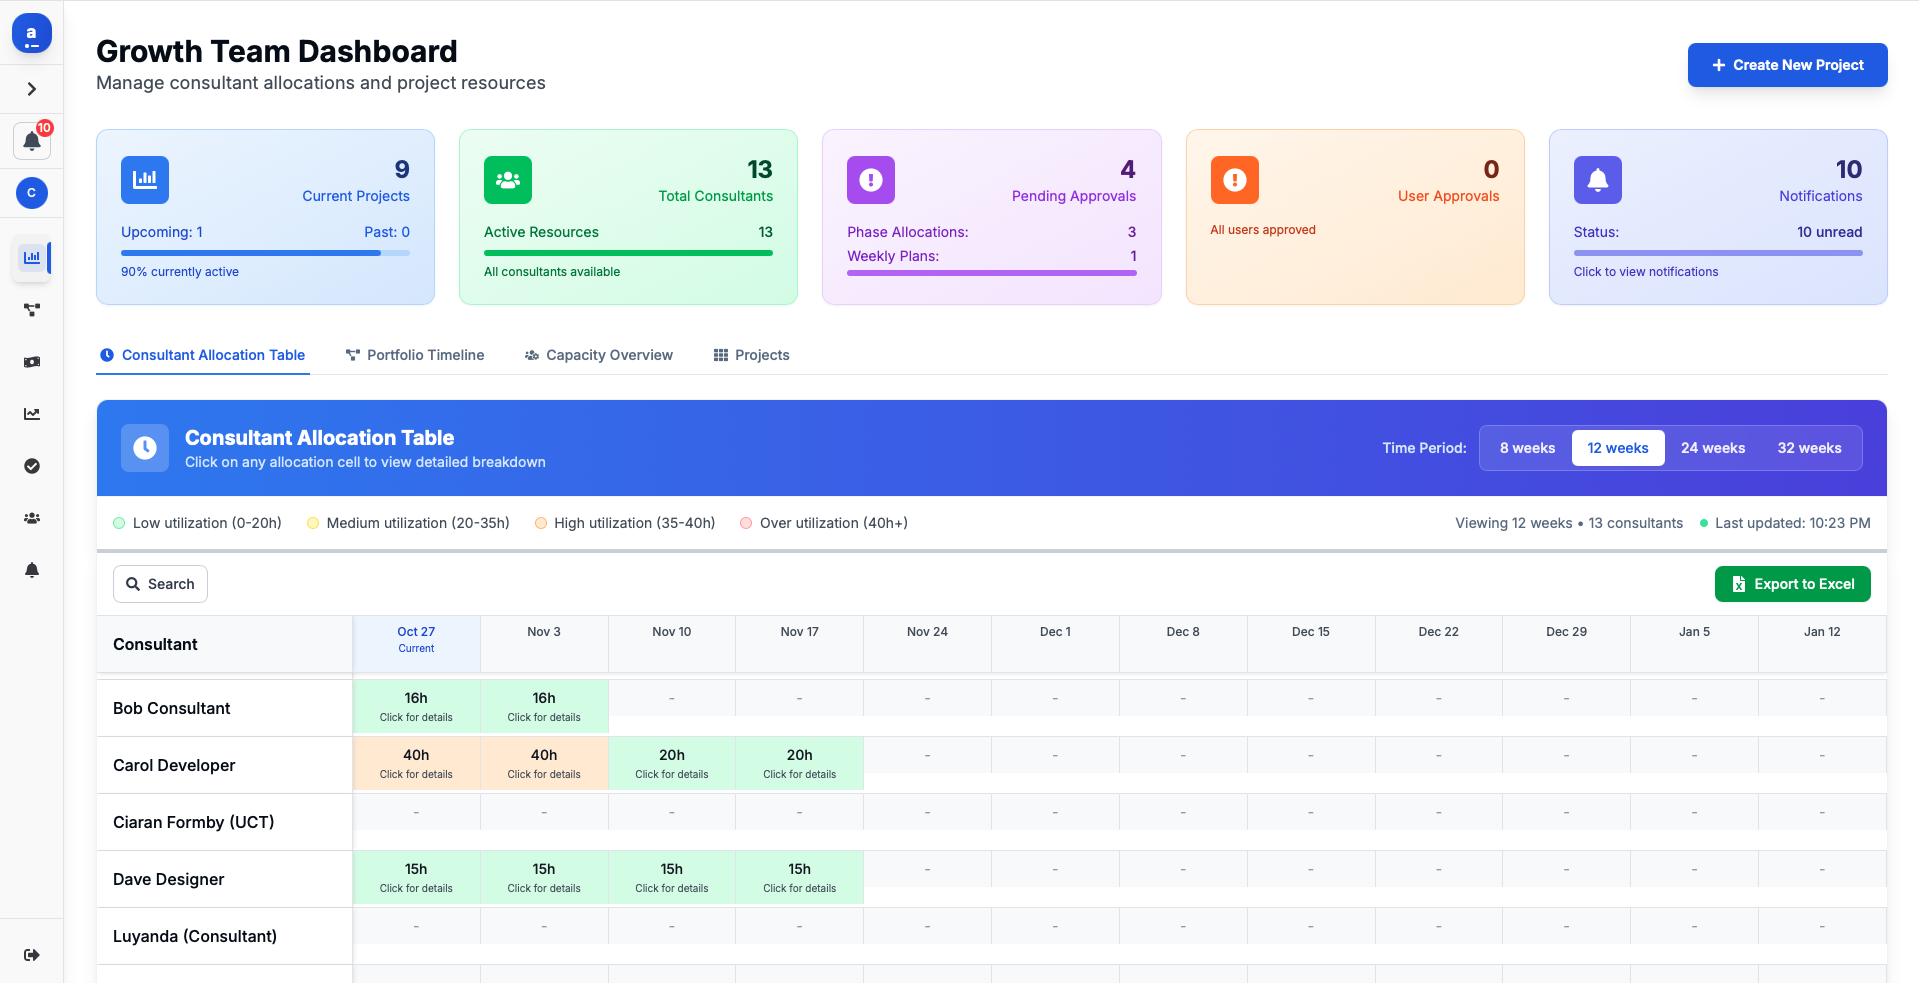 a
10
C
Growth Team Dashboard
Manage consultant allocations and project resources
Create New Project
9
Current Projects
Upcoming: 1 Past: 0
90% currently active
13
Total Consultants
Active Resources 13
All consultants available
4
Pending Approvals
Phase Allocations: 3
Weekly Plans: 1
0
User Approvals
All users approved
10
Notifications
Status: 10 unread
Click to view notifications
Consultant Allocation Table Portfolio Timeline Capacity Overview Projects
Consultant Allocation Table
Click on any allocation cell to view detailed breakdown
Time Period: 8 weeks 12 weeks 24 weeks 32 weeks
Low utilization (0-20h) Medium utilization (20-35h) High utilization (35-40h) Over utilization (40h+)
Viewing 12 weeks • 13 consultants Last updated: 10:23 PM
Search
Export to Excel
Consultant Oct 27 Nov 3 Nov 10 Nov 17 Nov 24 Dec 1 Dec 8 Dec 15 Dec 22 Dec 29 Jan 5 Jan 12
Current
Bob Consultant 16h 16h - - - - - - - - - -
Click for details Click for details
Carol Developer 40h 40h 20h 20h - - - - - - - -
Click for details Click for details Click for details Click for details
Ciaran Formby (UCT) - - - - - - - - - - - -
Dave Designer 15h 15h 15h 15h - - - - - - - -
Click for details Click for details Click for details Click for details
Luyanda (Consultant) - - - - - - - - - - - -